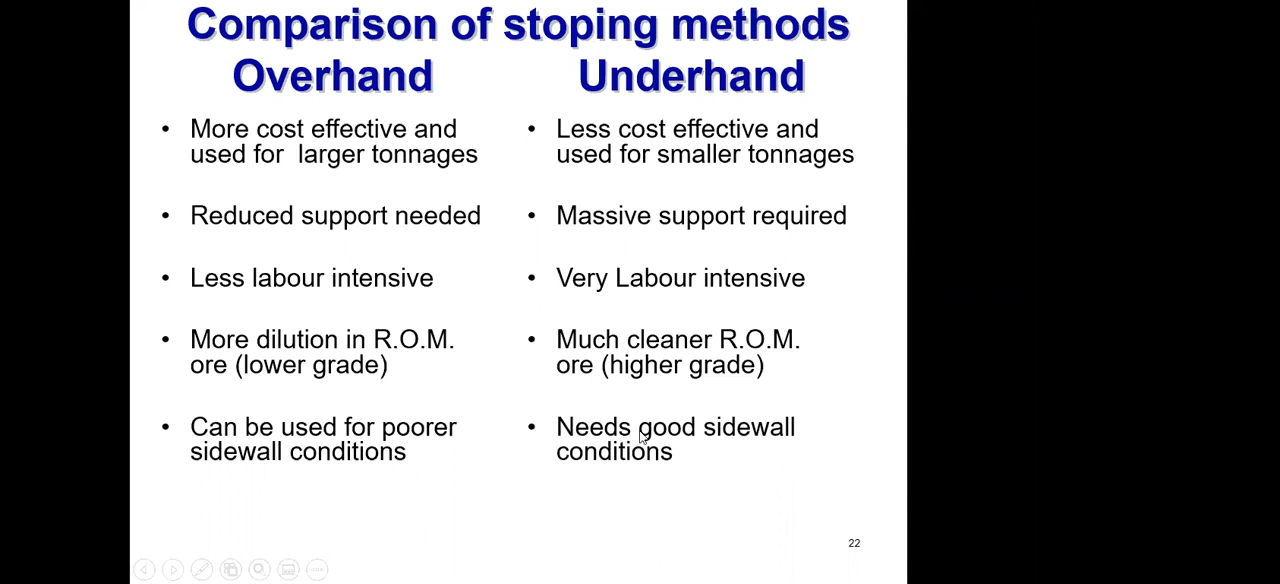 Comparison of stoping methods
Overhand
Underhand
• More cost effective and
used for larger tonnages
• Reduced support needed
• Less labour intensive
• More dilution in R.O.M.
ore (lower grade)
• Can be used for poorer
sidewall conditions
• Less cost effective and
used for smaller tonnages
• Massive support required
• Very Labour intensive
• Much cleaner R.O.M.
ore (higher grade)
• Needs good sidewall
conditions
22